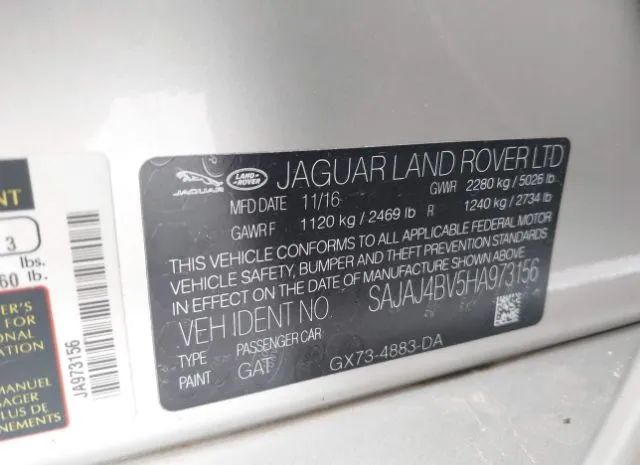 JAGUAR LAND ROVER JAGUAR LAND ROVER LTD
MFD DATE 11/16 GWR 2280 kg / 5026 lb
GAWR F 1120 kg / 2469 lb R 1240 kg / 2734 lb
THIS VEHICLE CONFORMS TO ALL APPLICABLE FEDERAL MOTOR
VEHICLE SAFETY, BUMPER AND THEFT PREVENTION STANDARDS
IN EFFECT ON THE DATE OF MANUFACTURE SHOWN ABOVE
VEH IDENT NO SAJAJ4BV5HA973156
TYPE PASSENGER CAR
PAINT GAT GX73-4883-DA
3
60 lb.
lbs.
JA973156
MANUEL